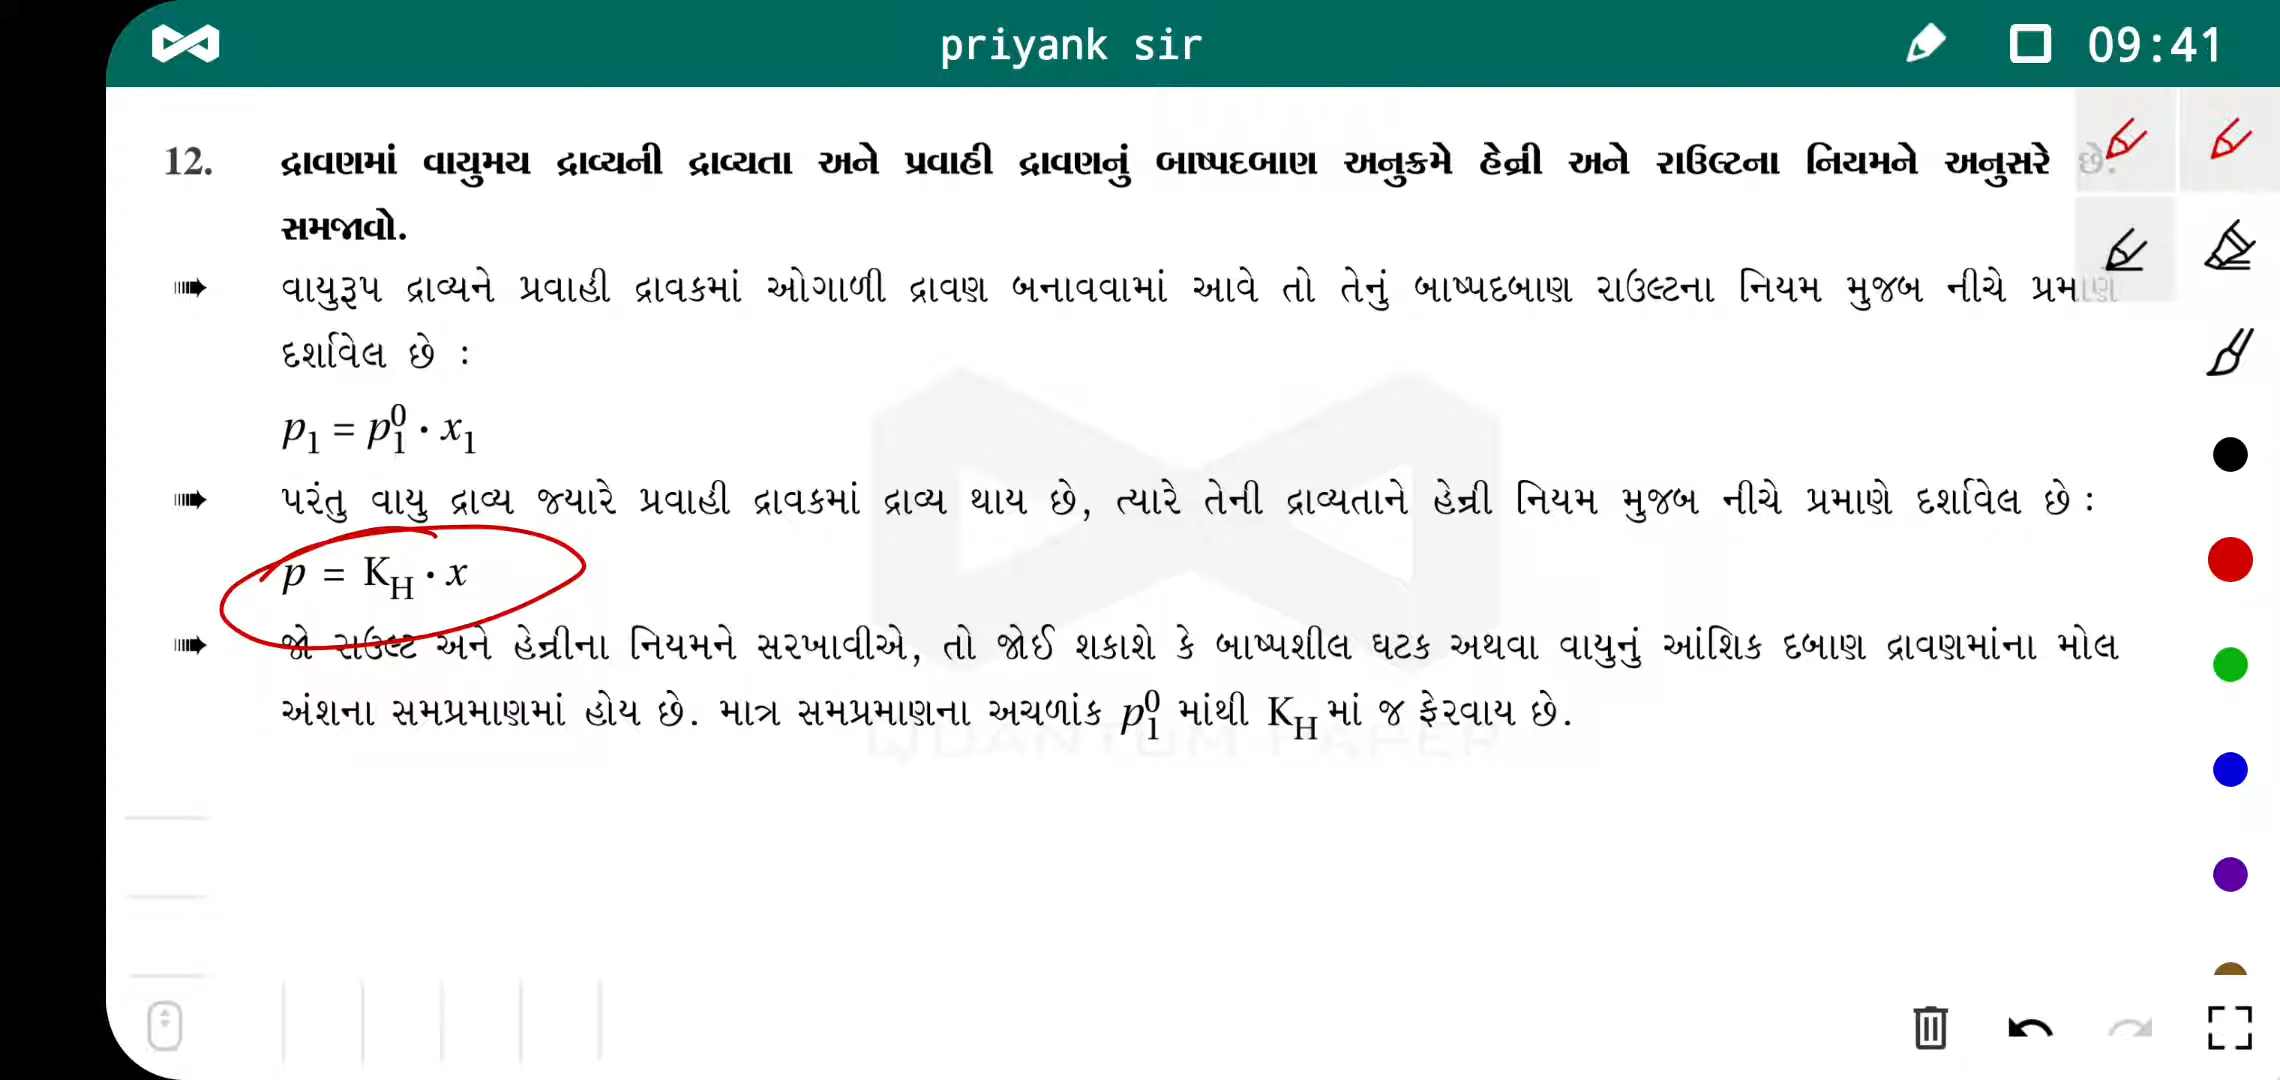 priyank sir 09:41
12. દ્રાવણમાં વાયુમય દ્રાવ્યની દ્રાવ્યતા અને પ્રવાહી દ્રાવણનું બાષ્પદબાણ અનુક્રમે હેન્રી અને રાઉલ્ટના નિયમને અનુસરે છે.
સમજાવો.
વાયુરૂપ દ્રાવ્યને પ્રવાહી દ્રાવકમાં ઓગાળી દ્રાવણ બનાવવામાં આવે તો તેનું બાષ્પદબાણ રાઉલ્ટના નિયમ મુજબ નીચે પ્રમાણે
દર્શાવેલ છે :
p₁ = p₁⁰ · x₁
પરંતુ વાયુ દ્રાવ્ય જ્યારે પ્રવાહી દ્રાવકમાં દ્રાવ્ય થાય છે, ત્યારે તેની દ્રાવ્યતાને હેન્રી નિયમ મુજબ નીચે પ્રમાણે દર્શાવેલ છે :
p = K_H · x
જો રાઉલ્ટ અને હેન્રીના નિયમને સરખાવીએ, તો જોઈ શકાશે કે બાષ્પશીલ ઘટક અથવા વાયુનું આંશિક દબાણ દ્રાવણમાંના મોલ
અંશના સમપ્રમાણમાં હોય છે. માત્ર સમપ્રમાણના અચળાંક p₁⁰ માંથી K_H માં જ ફેરવાય છે.
QUANTUM PAPER